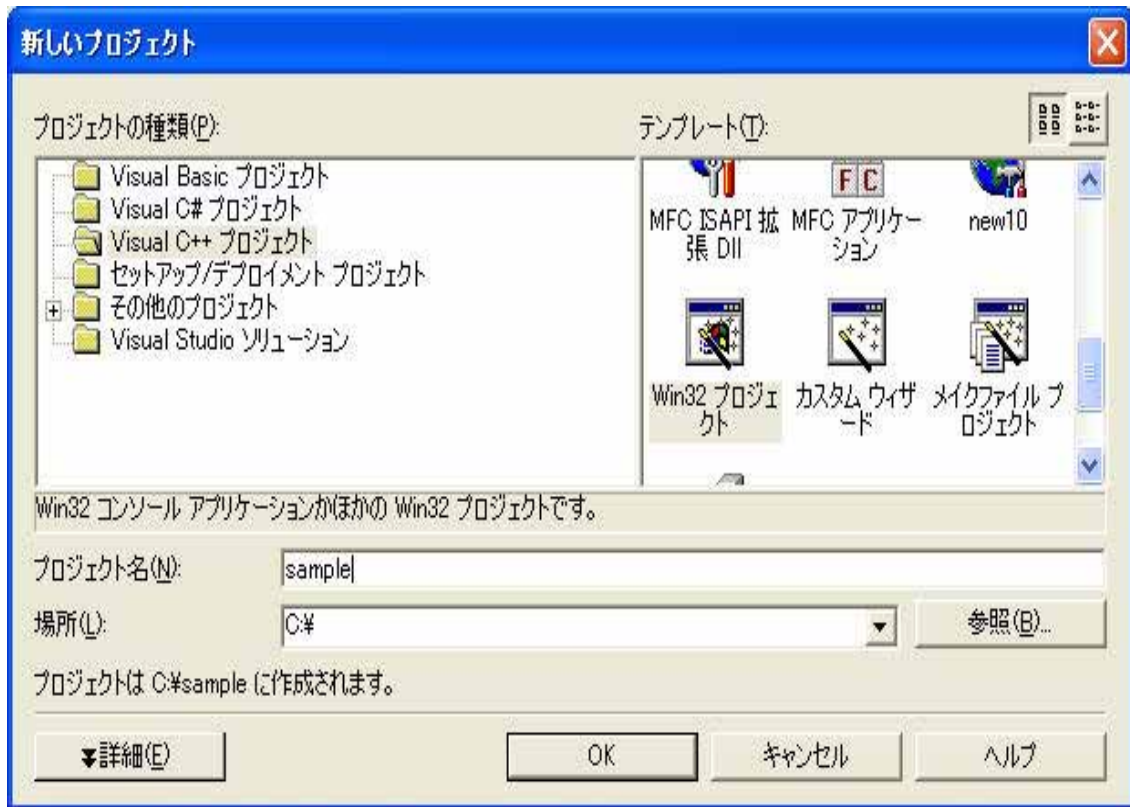 新しいプロジェクト
プロジェクトの種類(P):
Visual Basic プロジェクト
Visual C# プロジェクト
Visual C++ プロジェクト
セットアップ/デプロイメント プロジェクト
その他のプロジェクト
Visual Studio ソリューション
テンプレート(T):
FC
MFC ISAPI 拡
張 Dll
MFC アプリケー
ション
new10
Win32 プロジェ
クト
カスタム ウィザ
ード
メイクファイル プ
ロジェクト
Win32 コンソール アプリケーションかほかの Win32 プロジェクトです。
プロジェクト名(N):
sample
場所(L):
C:¥
参照(B)...
プロジェクトは C:¥sample に作成されます。
詳細(E)
OK
キャンセル
ヘルプ